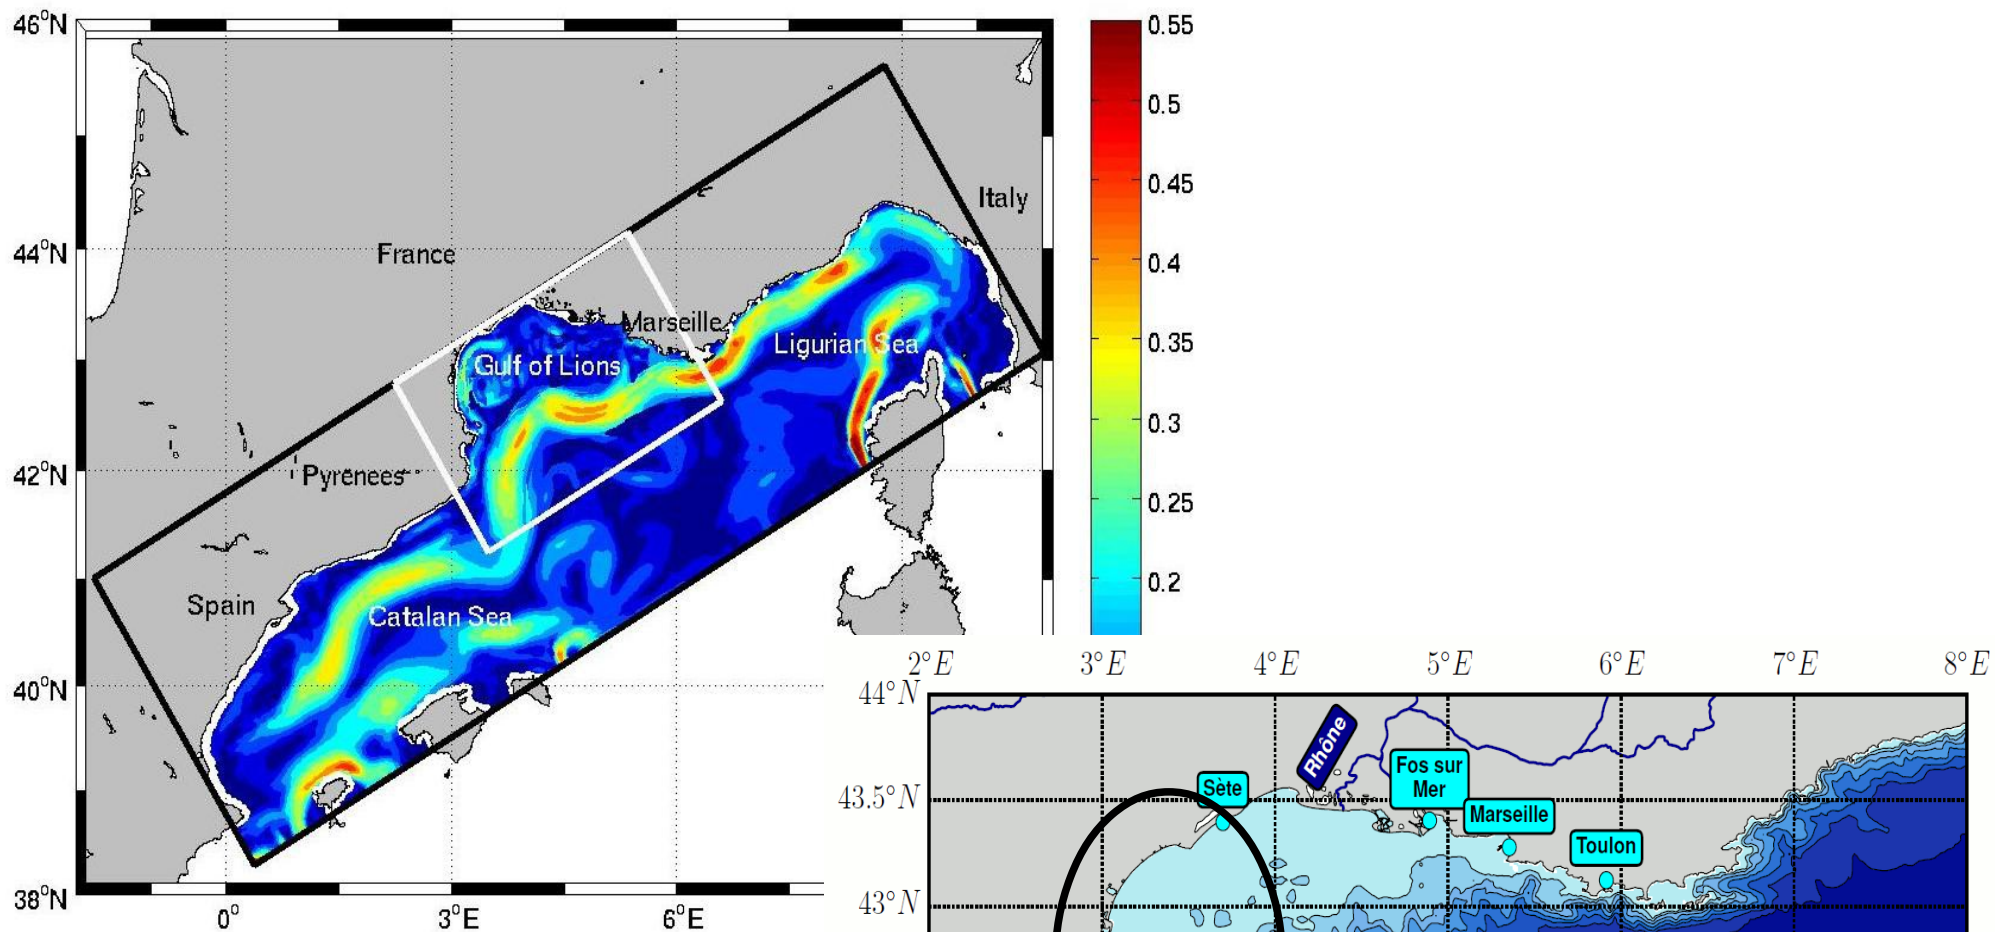 46°N
44°N
42°N
40°N
38°N
0°
3°E
6°E
France
Italy
Marseille
Gulf of Lions
Ligurian Sea
Pyrenees
Spain
Catalan Sea
0.55
0.5
0.45
0.4
0.35
0.3
0.25
0.2
2°E
3°E
4°E
5°E
6°E
7°E
8°E
44°N
43.5°N
43°N
Rhône
Sète
Fos sur
Mer
Marseille
Toulon